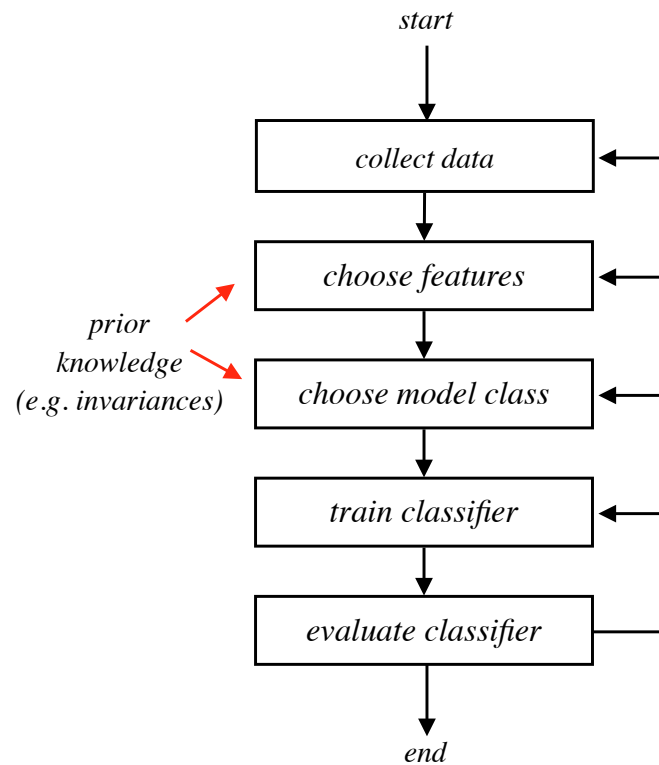 start
collect data
choose features
prior
knowledge
(e.g. invariances)
choose model class
train classifier
evaluate classifier
end